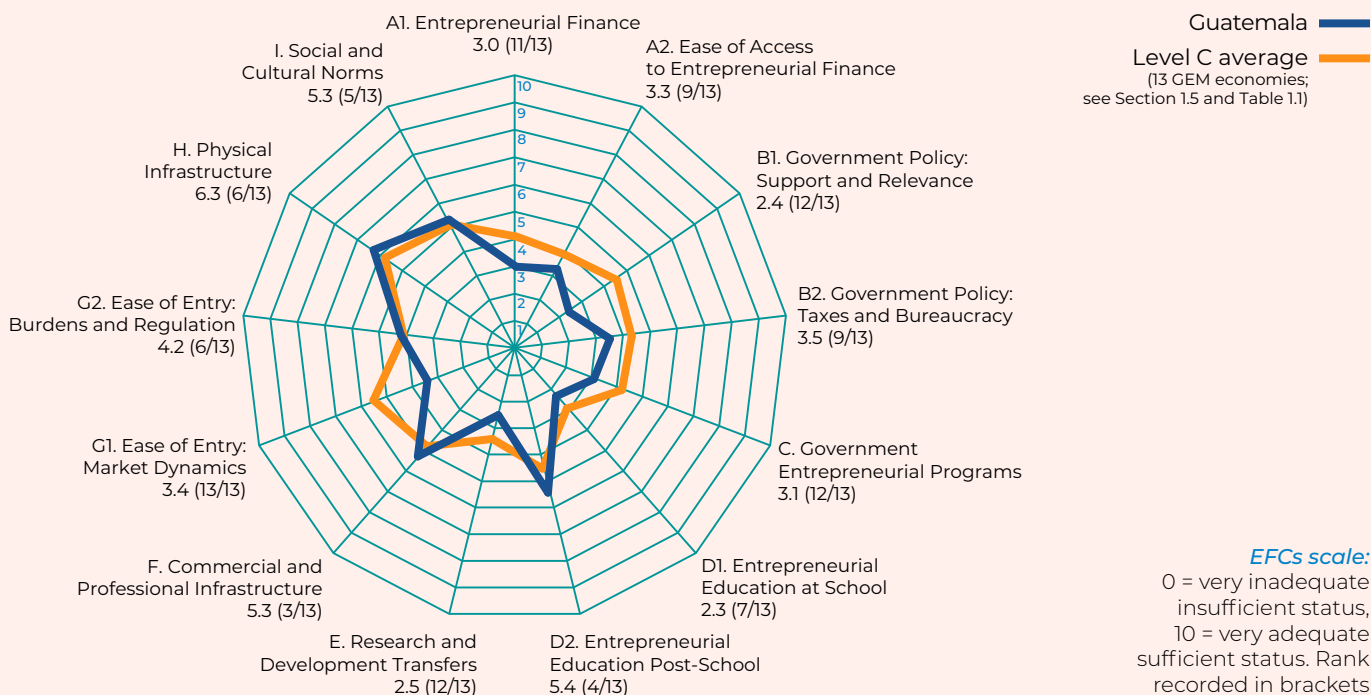 A1. Entrepreneurial Finance
3.0 (11/13)
A2. Ease of Access
to Entrepreneurial Finance
3.3 (9/13)
B1. Government Policy:
Support and Relevance
2.4 (12/13)
B2. Government Policy:
Taxes and Bureaucracy
3.5 (9/13)
C. Government
Entrepreneurial Programs
3.1 (12/13)
D1. Entrepreneurial
Education at School
2.3 (7/13)
D2. Entrepreneurial
Education Post-School
5.4 (4/13)
E. Research and
Development Transfers
2.5 (12/13)
F. Commercial and
Professional Infrastructure
5.3 (3/13)
G1. Ease of Entry:
Market Dynamics
3.4 (13/13)
G2. Ease of Entry:
Burdens and Regulation
4.2 (6/13)
H. Physical
Infrastructure
6.3 (6/13)
I. Social and
Cultural Norms
5.3 (5/13)
10
9
8
7
6
5
4
3
2
1
Guatemala
Level C average
(13 GEM economies;
see Section 1.5 and Table 1.1)
EFCs scale:
0 = very inadequate
insufficient status,
10 = very adequate
sufficient status. Rank
recorded in brackets